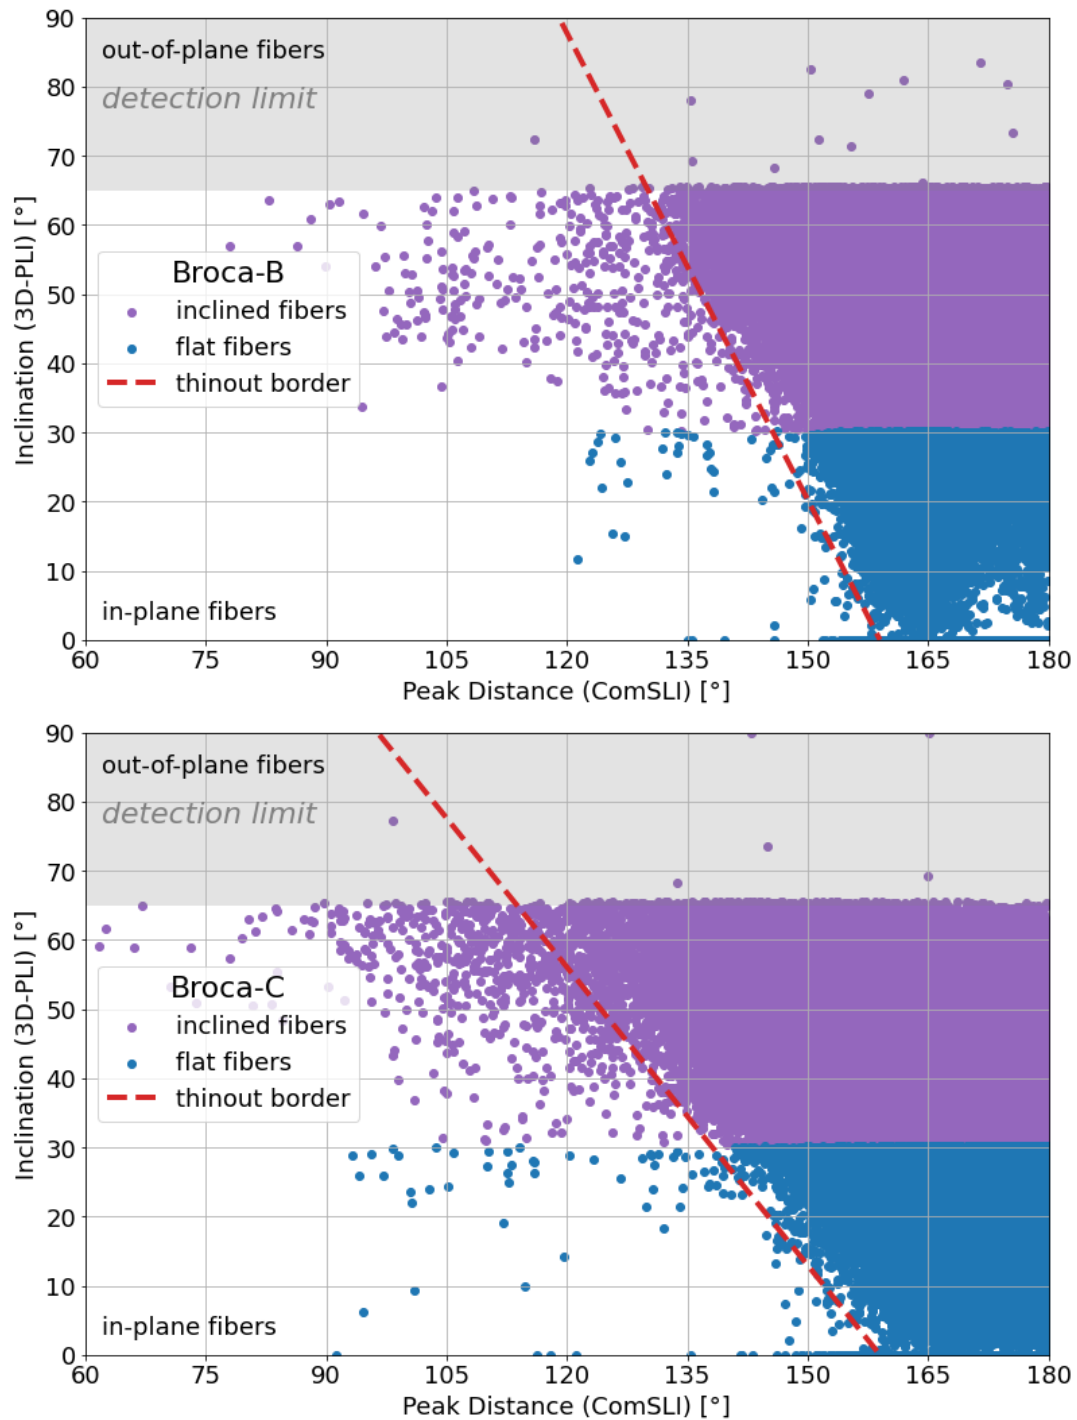 90
80
70
60
50
40
30
20
10
0
Inclination (3D-PLI) [°]
out-of-plane fibers
detection limit
Broca-B
inclined fibers
flat fibers
thinout border
in-plane fibers
60 75 90 105 120 135 150 165 180
Peak Distance (ComSLI) [°]
90
80
70
60
50
40
30
20
10
0
Inclination (3D-PLI) [°]
out-of-plane fibers
detection limit
Broca-C
inclined fibers
flat fibers
thinout border
in-plane fibers
60 75 90 105 120 135 150 165 180
Peak Distance (ComSLI) [°]